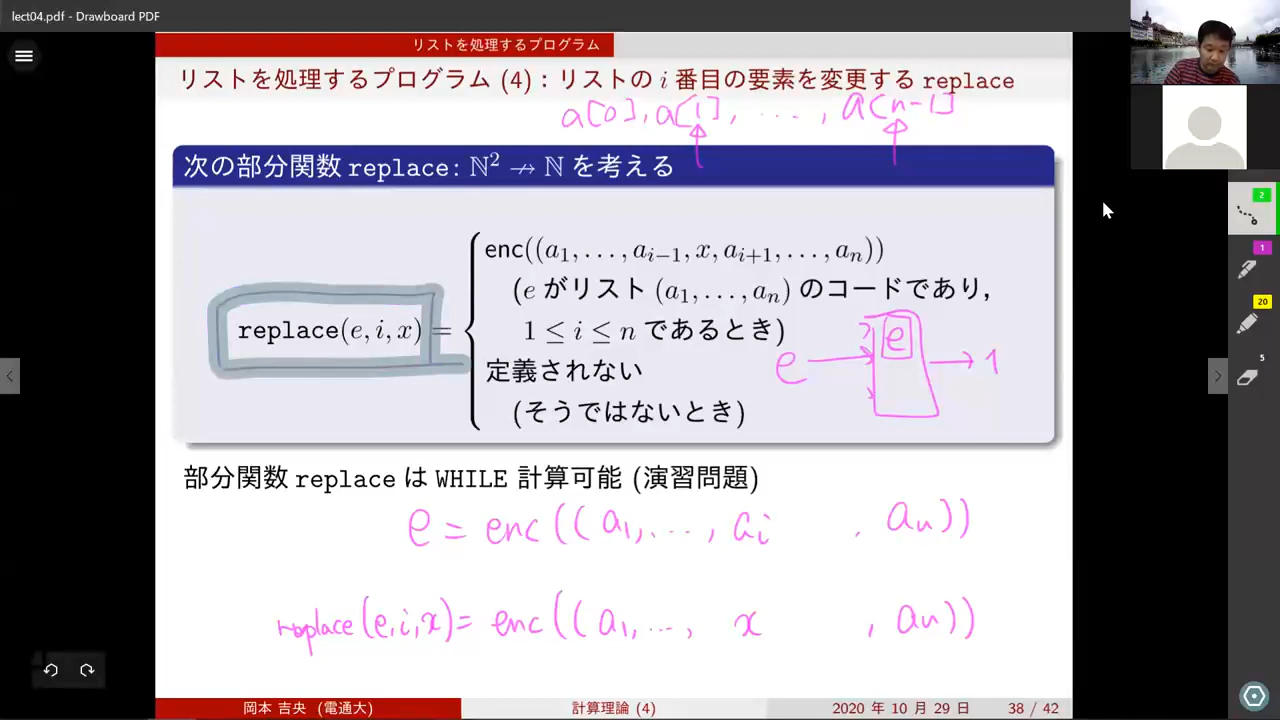 lect04.pdf - Drawboard PDF
リストを処理するプログラム
リストを処理するプログラム (4) : リストの i 番目の要素を変更する replace
a[0], a[1], ..., a[n-1]
次の部分関数 replace: ℕ² ⇸ ℕ を考える
replace(e, i, x) =
enc((a₁, ..., aᵢ₋₁, x, aᵢ₊₁, ..., aₙ))
(e がリスト (a₁, ..., aₙ) のコードであり,
1 ≤ i ≤ n であるとき)
定義されない
(そうではないとき)
e → e → 1
部分関数 replace は WHILE 計算可能 (演習問題)
e = enc((a₁, ..., aᵢ , aₙ))
replace(e,i,x) = enc((a₁, ..., x , aₙ))
岡本 吉央 (電通大) 計算理論 (4) 2020 年 10 月 29 日 38 / 42
2
1
20
5